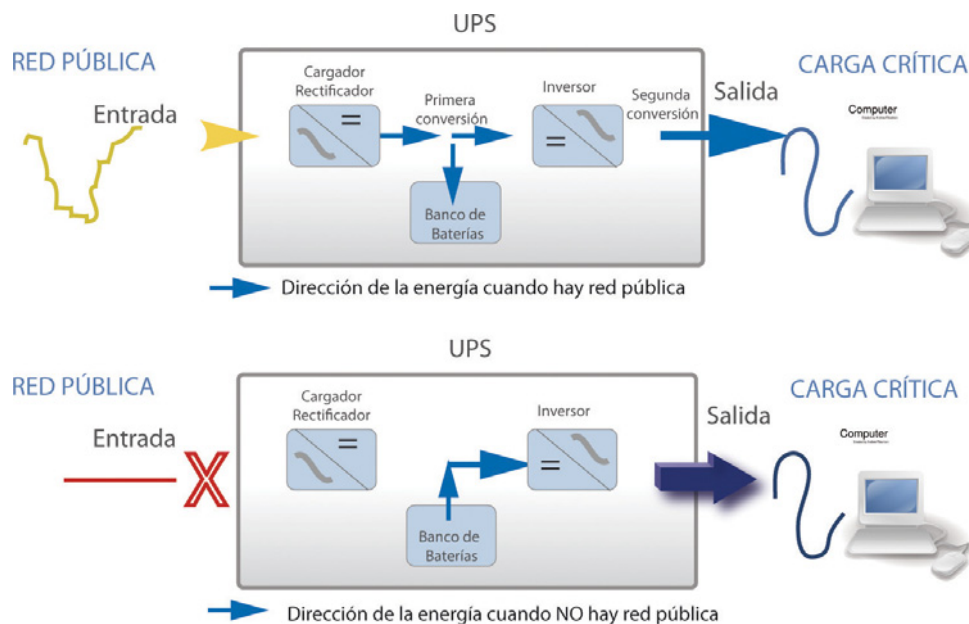 UPS
RED PÚBLICA
CARGA CRÍTICA
Entrada
Cargador
Rectificador
Primera
conversión
Inversor
Segunda
conversión
Salida
Computer
Banco de
Baterías
Dirección de la energía cuando hay red pública
UPS
RED PÚBLICA
CARGA CRÍTICA
Entrada
X
Cargador
Rectificador
Inversor
Salida
Computer
Banco de
Baterías
Dirección de la energía cuando NO hay red pública